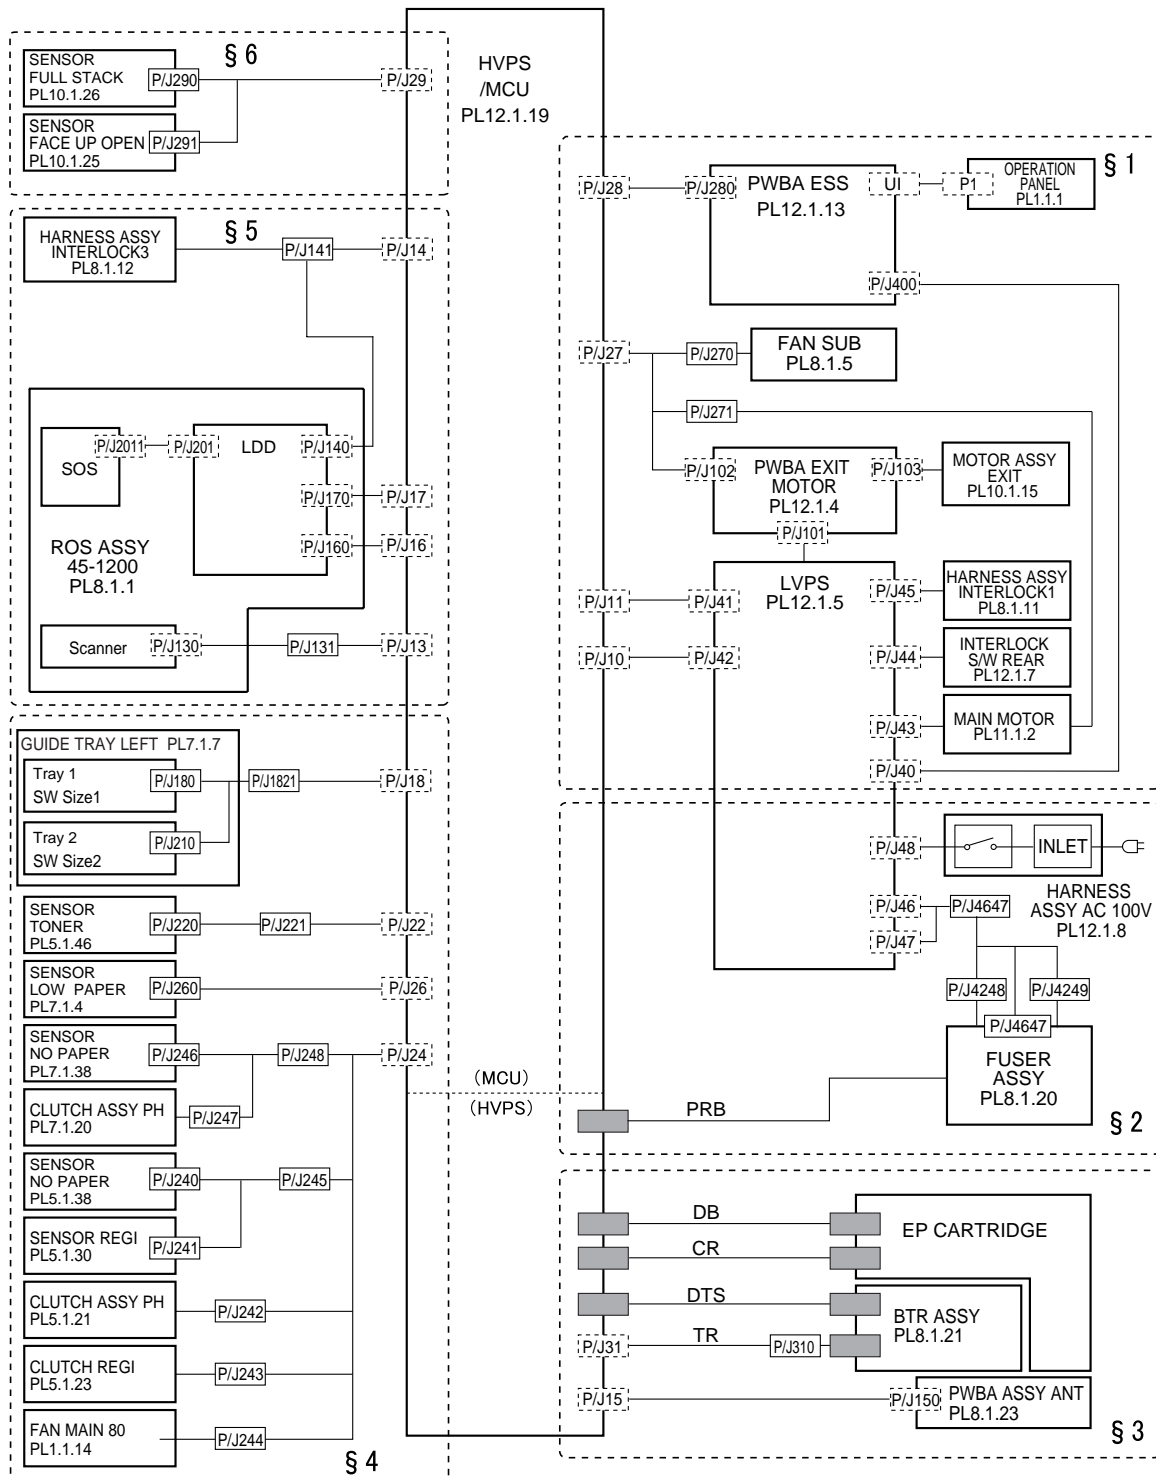 § 6
SENSOR
FULL STACK
PL10.1.26
P/J290
P/J29
SENSOR
FACE UP OPEN
PL10.1.25
P/J291
HVPS
/MCU
PL12.1.19
§ 5
HARNESS ASSY
INTERLOCK3
PL8.1.12
P/J141
P/J14
SOS
P/J2011
P/J201
LDD
P/J140
P/J170
P/J17
P/J160
P/J16
ROS ASSY
45-1200
PL8.1.1
Scanner
P/J130
P/J131
P/J13
GUIDE TRAY LEFT PL7.1.7
Tray 1
SW Size1
P/J180
P/J1821
P/J18
Tray 2
SW Size2
P/J210
SENSOR
TONER
PL5.1.46
P/J220
P/J221
P/J22
SENSOR
LOW PAPER
PL7.1.4
P/J260
P/J26
SENSOR
NO PAPER
PL7.1.38
P/J246
P/J248
P/J24
CLUTCH ASSY PH
PL7.1.20
P/J247
SENSOR
NO PAPER
PL5.1.38
P/J240
P/J245
SENSOR REGI
PL5.1.30
P/J241
CLUTCH ASSY PH
PL5.1.21
P/J242
CLUTCH REGI
PL5.1.23
P/J243
FAN MAIN 80
PL1.1.14
P/J244
§ 4
(MCU)
(HVPS)
§ 1
P/J28
P/J280
PWBA ESS
PL12.1.13
UI
P1
OPERATION
PANEL
PL1.1.1
P/J400
P/J27
P/J270
FAN SUB
PL8.1.5
P/J271
P/J102
PWBA EXIT
MOTOR
PL12.1.4
P/J103
MOTOR ASSY
EXIT
PL10.1.15
P/J101
LVPS
PL12.1.5
P/J11
P/J41
P/J10
P/J42
P/J45
HARNESS ASSY
INTERLOCK1
PL8.1.11
P/J44
INTERLOCK
S/W REAR
PL12.1.7
P/J43
MAIN MOTOR
PL11.1.2
P/J40
P/J48
INLET
HARNESS
ASSY AC 100V
PL12.1.8
P/J46
P/J47
P/J4647
P/J4248
P/J4249
P/J4647
FUSER
ASSY
PL8.1.20
PRB
§ 2
DB
CR
EP CARTRIDGE
DTS
BTR ASSY
PL8.1.21
P/J31
TR
P/J310
P/J15
P/J150
PWBA ASSY ANT
PL8.1.23
§ 3